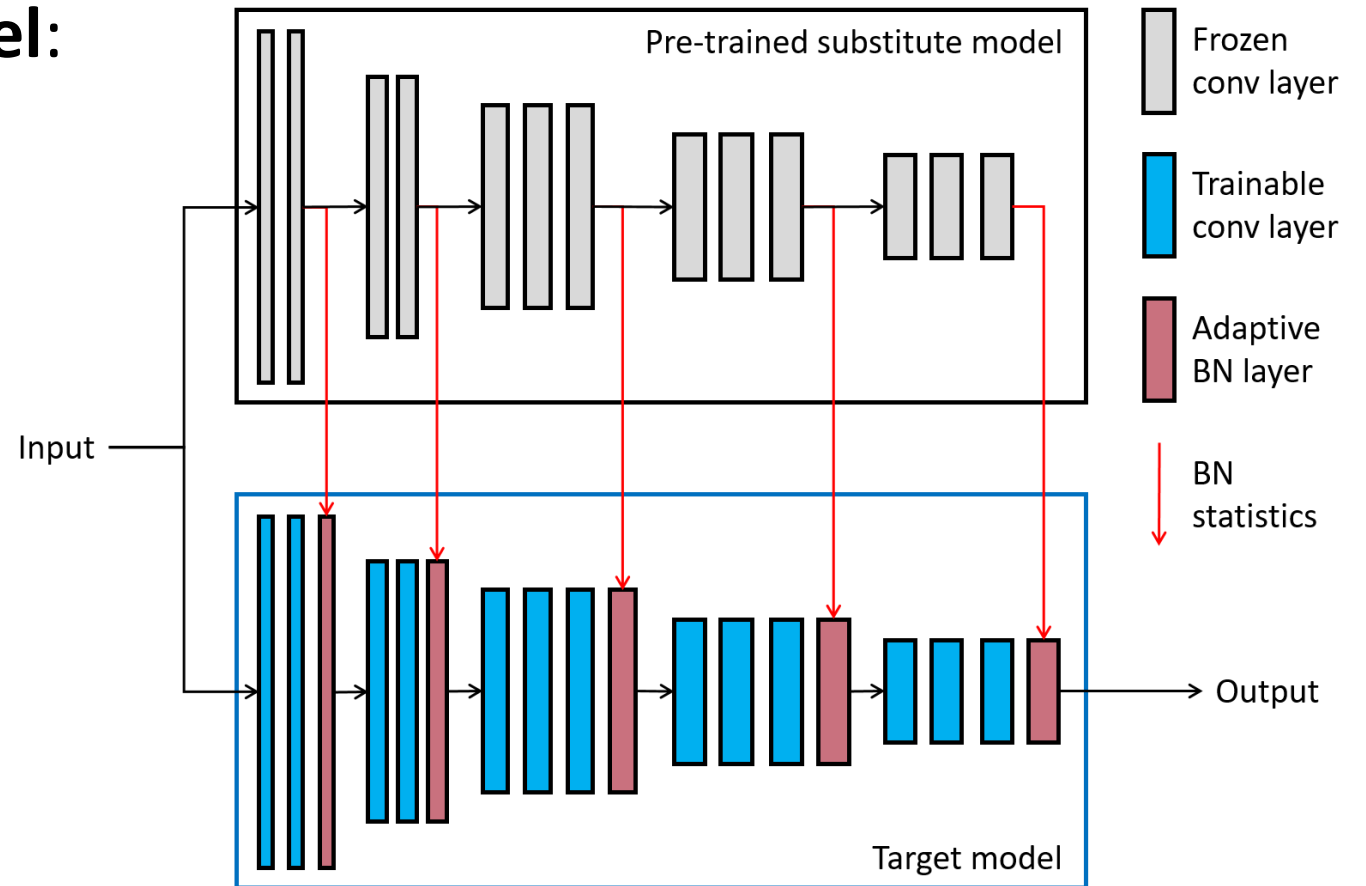 el:
Pre-trained substitute model
Frozen
conv layer
Trainable
conv layer
Adaptive
BN layer
BN
statistics
Input
Output
Target model